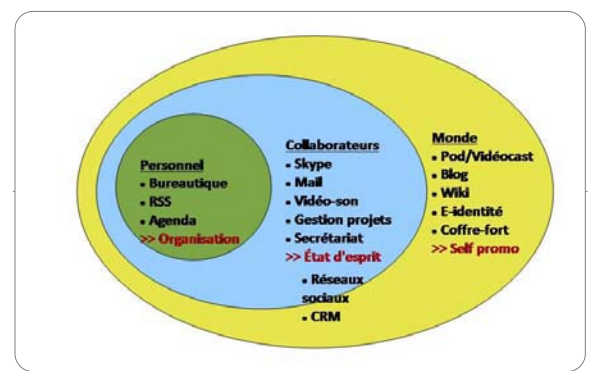 Personnel
• Bureautique
• RSS
• Agenda
>> Organisation
Collaborateurs
• Skype
• Mail
• Vidéo-son
• Gestion projets
• Secrétariat
>> État d'esprit
• Réseaux
sociaux
• CRM
Monde
• Pod/Vidéocast
• Blog
• Wiki
• E-identité
• Coffre-fort
>> Self promo